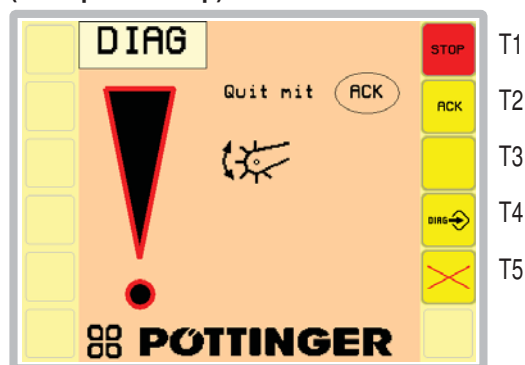 DIAG
STOP
T1
Quit mit ACK
ACK
T2
T3
DIAG
T4
T5
PÖTTINGER